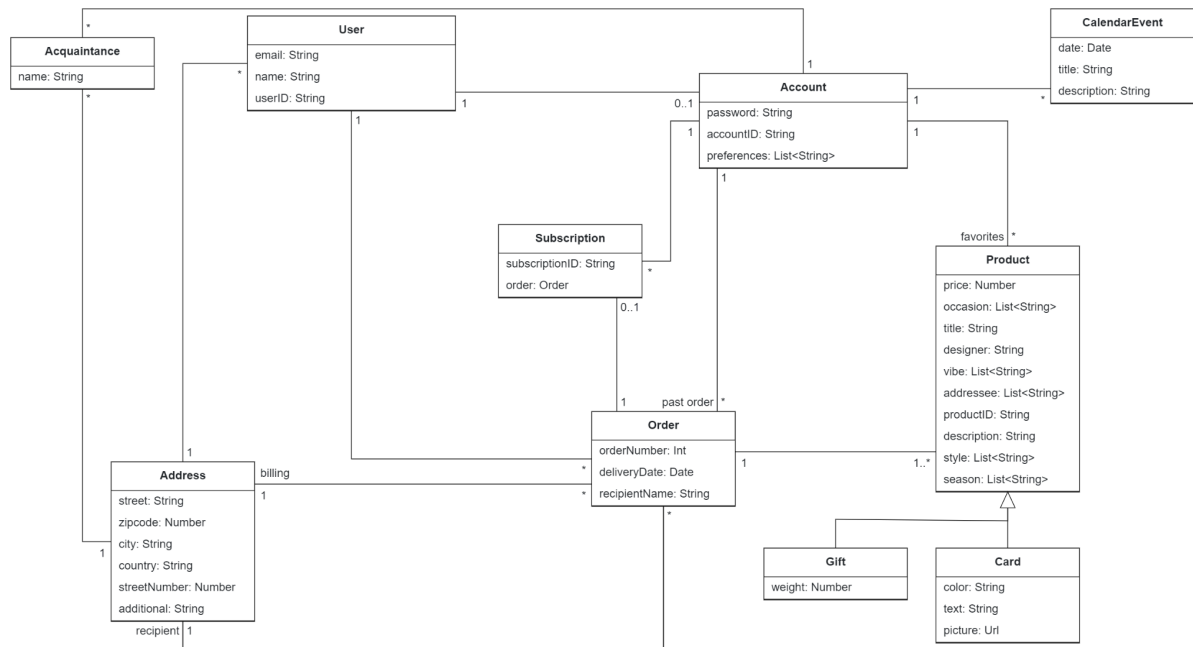 Acquaintance
name: String
*
*
User
email: String
name: String
userID: String
*
1
1
Account
password: String
accountID: String
preferences: List<String>
1
0..1
1
1
1
1
CalendarEvent
date: Date
title: String
description: String
*
Subscription
subscriptionID: String
order: Order
*
0..1
favorites *
Product
price: Number
occasion: List<String>
title: String
designer: String
vibe: List<String>
addressee: List<String>
productID: String
description: String
style: List<String>
season: List<String>
1..*
1
past order *
Order
orderNumber: Int
deliveryDate: Date
recipientName: String
1
*
*
*
1
billing
Address
street: String
zipcode: Number
city: String
country: String
streetNumber: Number
additional: String
1
1
recipient 1
Gift
weight: Number
Card
color: String
text: String
picture: Url